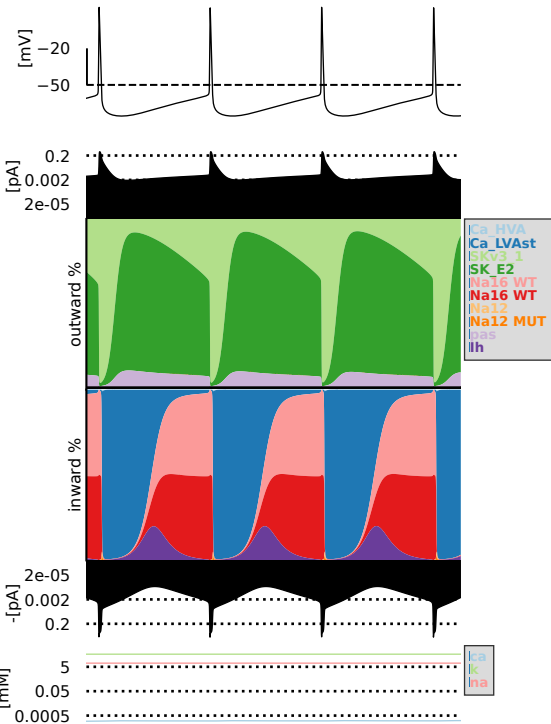 [mV]
−20
−50
[pA]
0.2
0.002
2e-05
outward %
Ca_HVA
Ca_LVAst
SKv3_1
SK_E2
Na16 WT
Na16 WT
Na12
Na12 MUT
pas
Ih
inward %
2e-05
0.002
0.2
-[pA]
ca
k
na
5
0.05
0.0005
[mM]